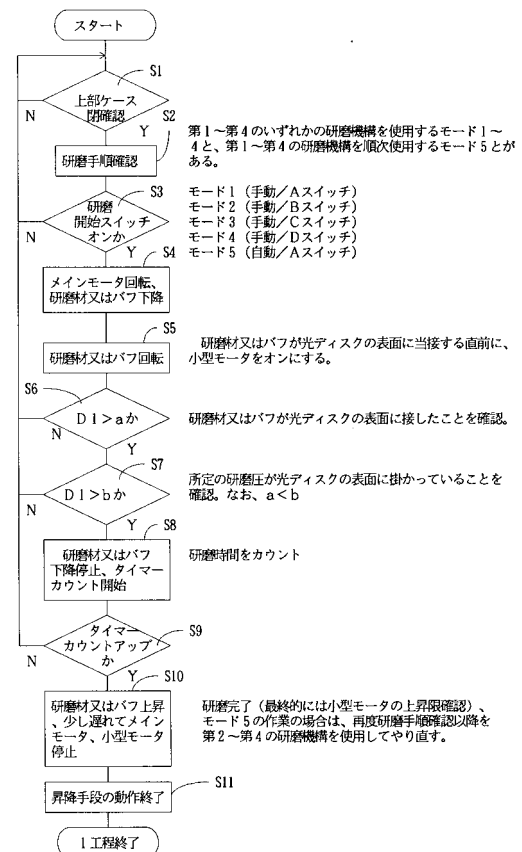 スタート
S1
上部ケース
閉確認
N
Y
S2
研磨手順確認
第1～第4のいずれかの研磨機構を使用するモード1～
4と、第1～第4の研磨機構を順次使用するモード5とが
ある。
S3
研磨
開始スイッチ
オンか
N
Y
モード1（手動／Aスイッチ）
モード2（手動／Bスイッチ）
モード3（手動／Cスイッチ）
モード4（手動／Dスイッチ）
モード5（自動／Aスイッチ）
S4
メインモータ回転、
研磨材又はバフ下降
S5
研磨材又はバフ回転
研磨材又はバフが光ディスクの表面に当接する直前に、
小型モータをオンにする。
S6
D1＞aか
N
Y
研磨材又はバフが光ディスクの表面に接したことを確認。
S7
D1＞bか
N
Y
所定の研磨圧が光ディスクの表面に掛かっていることを
確認。なお、a＜b
S8
研磨材又はバフ
下降停止、タイマー
カウント開始
研磨時間をカウント
S9
タイマー
カウントアップ
か
N
Y
S10
研磨材又はバフ上昇
、少し遅れてメイン
モータ、小型モータ
停止
研磨完了（最終的には小型モータの上昇限確認）、
モード5の作業の場合は、再度研磨手順確認以降を
第2～第4の研磨機構を使用してやり直す。
S11
昇降手段の動作終了
1工程終了